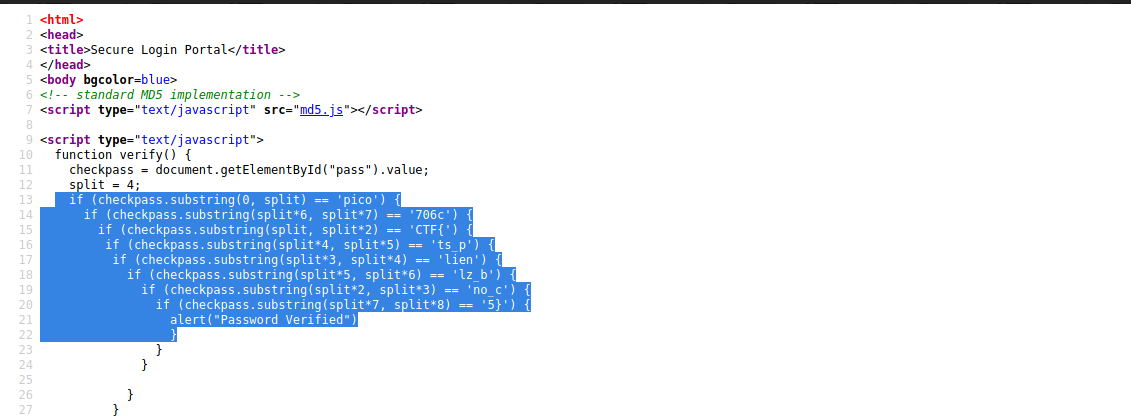 1 <html>
2 <head>
3 <title>Secure Login Portal</title>
4 </head>
5 <body bgcolor=blue>
6 <!-- standard MD5 implementation -->
7 <script type="text/javascript" src="md5.js"></script>
8
9 <script type="text/javascript">
10   function verify() {
11     checkpass = document.getElementById("pass").value;
12     split = 4;
13     if (checkpass.substring(0, split) == 'pico') {
14       if (checkpass.substring(split*6, split*7) == '706c') {
15         if (checkpass.substring(split, split*2) == 'CTF{') {
16          if (checkpass.substring(split*4, split*5) == 'ts_p') {
17           if (checkpass.substring(split*3, split*4) == 'lien') {
18             if (checkpass.substring(split*5, split*6) == 'lz_b') {
19               if (checkpass.substring(split*2, split*3) == 'no_c') {
20                 if (checkpass.substring(split*7, split*8) == '5}') {
21                   alert("Password Verified")
22                   }
23                 }
24               }
25
26             }
27           }